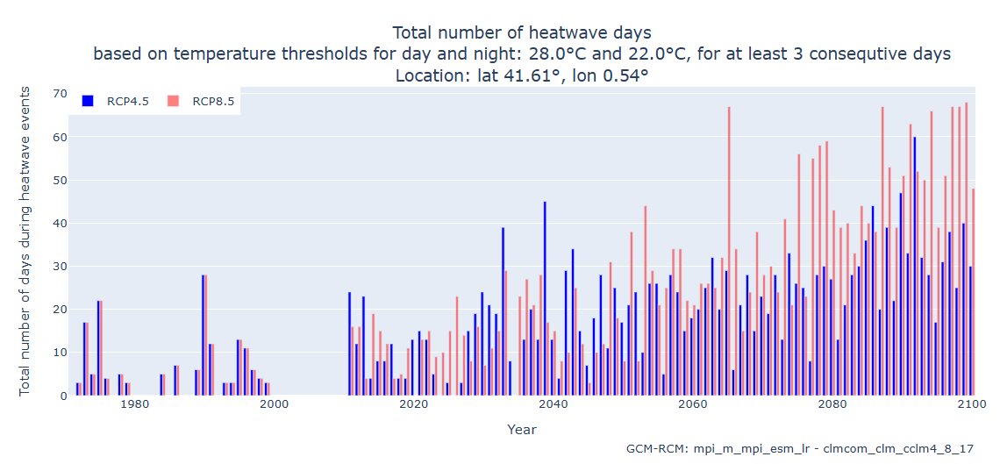 Total number of heatwave days
based on temperature thresholds for day and night: 28.0°C and 22.0°C, for at least 3 consequtive days
Location: lat 41.61°, lon 0.54°
RCP4.5
RCP8.5
Total number of days during heatwave events
70
60
50
40
30
20
10
0
1980
2000
2020
2040
2060
2080
2100
Year
GCM-RCM: mpi_m_mpi_esm_lr - clmcom_clm_cclm4_8_17